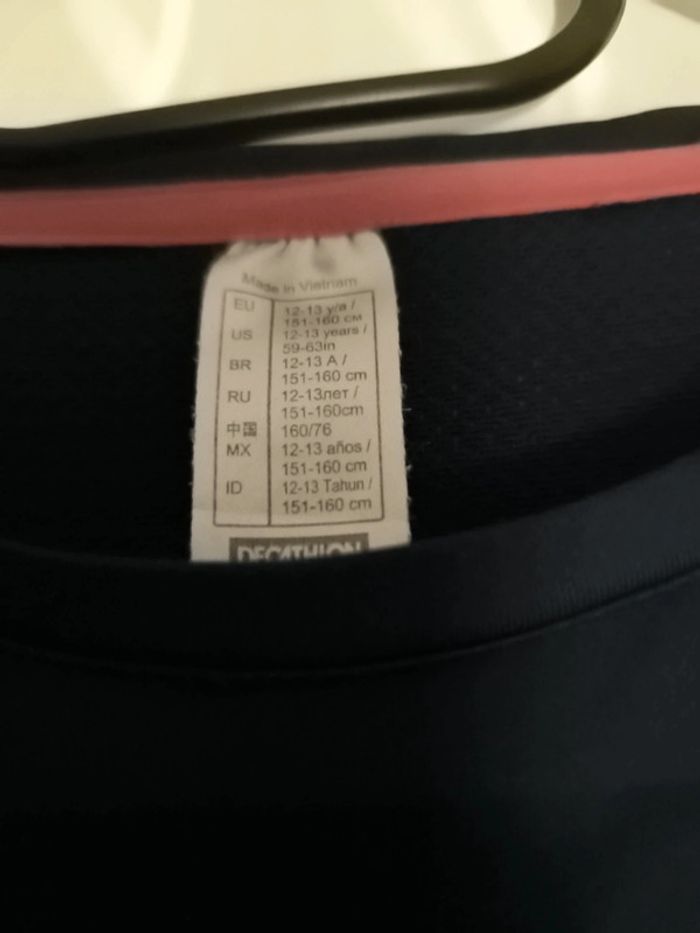 Made in Vietnam
EU 12-13 y/a /
151-160 см
US 12-13 years /
59-63in
BR 12-13 A /
151-160 cm
RU 12-13лет /
151-160cm
中国 160/76
MX 12-13 años /
151-160 cm
ID 12-13 Tahun /
151-160 cm
DECATHLON